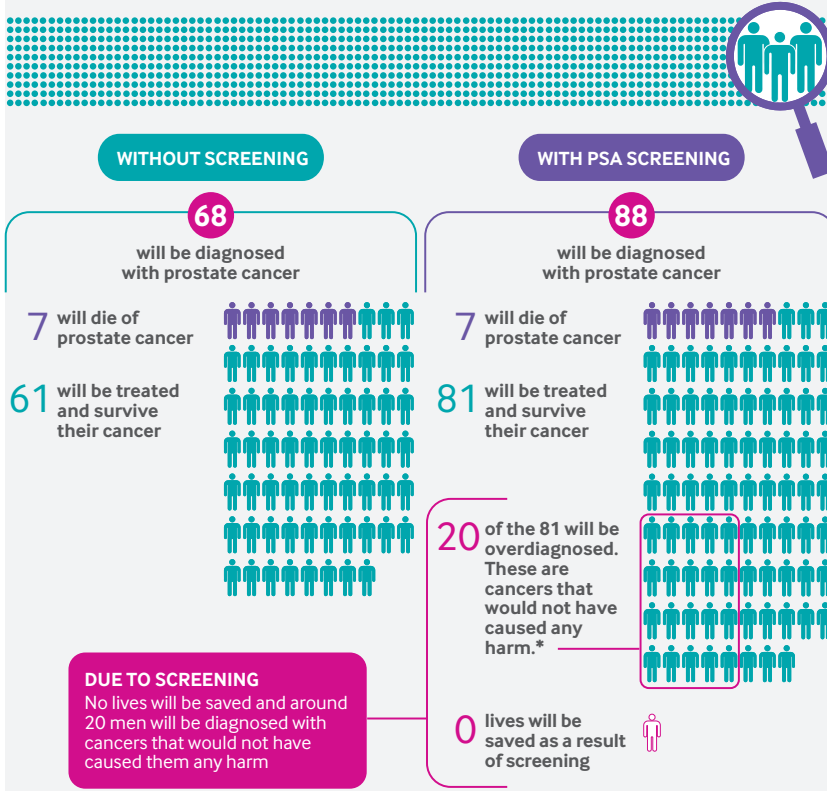 WITHOUT SCREENING
68
will be diagnosed
with prostate cancer
7
will die of
prostate cancer
61
will be treated
and survive
their cancer
WITH PSA SCREENING
88
will be diagnosed
with prostate cancer
7
will die of
prostate cancer
81
will be treated
and survive
their cancer
20
of the 81 will be
overdiagnosed.
These are
cancers that
would not have
caused any
harm.*
0
lives will be
saved as a result
of screening
DUE TO SCREENING
No lives will be saved and around
20 men will be diagnosed with
cancers that would not have
caused them any harm